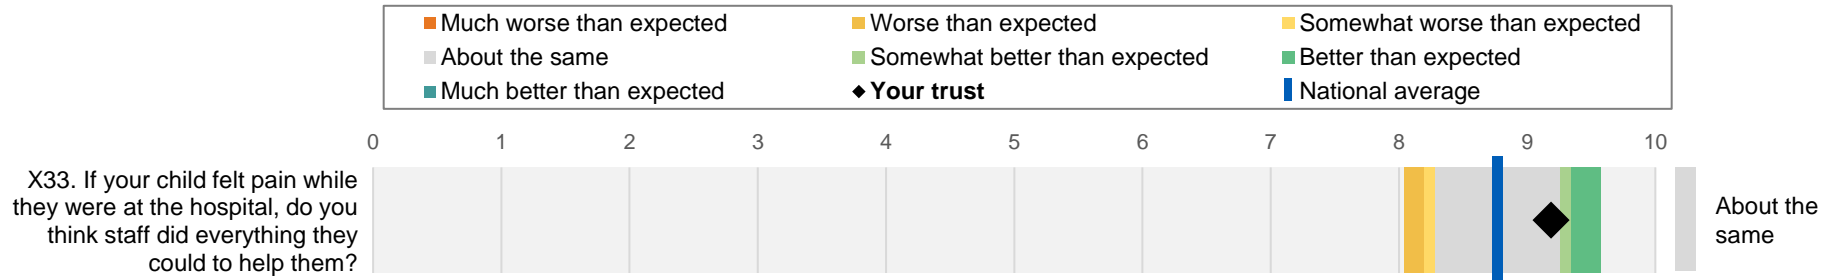 Much worse than expected
Worse than expected
Somewhat worse than expected
About the same
Somewhat better than expected
Better than expected
Much better than expected
Your trust
National average
0 1 2 3 4 5 6 7 8 9 10
X33. If your child felt pain while
they were at the hospital, do you
think staff did everything they
could to help them?
About the
same